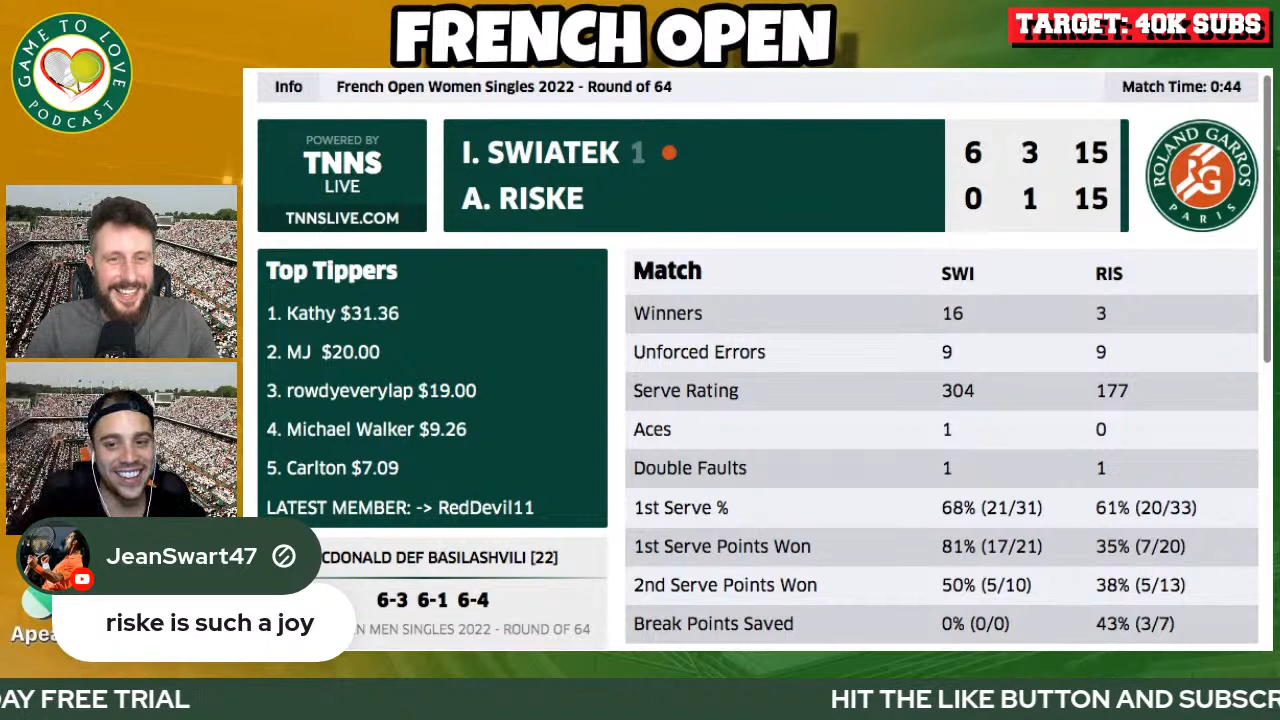 FRENCH OPEN
TARGET: 40K SUBS
GAME TO LOVE
PODCAST
Info French Open Women Singles 2022 - Round of 64 Match Time: 0:44
POWERED BY
TNNS
LIVE
TNNSLIVE.COM
I. SWIATEK 1 6 3 15
A. RISKE 0 1 15
ROLAND GARROS
RG
PARIS
Top Tippers
1. Kathy $31.36
2. MJ $20.00
3. rowdyeverylap $19.00
4. Michael Walker $9.26
5. Carlton $7.09
LATEST MEMBER: -> RedDevil11
CDONALD DEF BASILASHVILI [22]
6-3 6-1 6-4
N MEN SINGLES 2022 - ROUND OF 64
Match SWI RIS
Winners 16 3
Unforced Errors 9 9
Serve Rating 304 177
Aces 1 0
Double Faults 1 1
1st Serve % 68% (21/31) 61% (20/33)
1st Serve Points Won 81% (17/21) 35% (7/20)
2nd Serve Points Won 50% (5/10) 38% (5/13)
Break Points Saved 0% (0/0) 43% (3/7)
JeanSwart47
riske is such a joy
Apea
AY FREE TRIAL
HIT THE LIKE BUTTON AND SUBSC